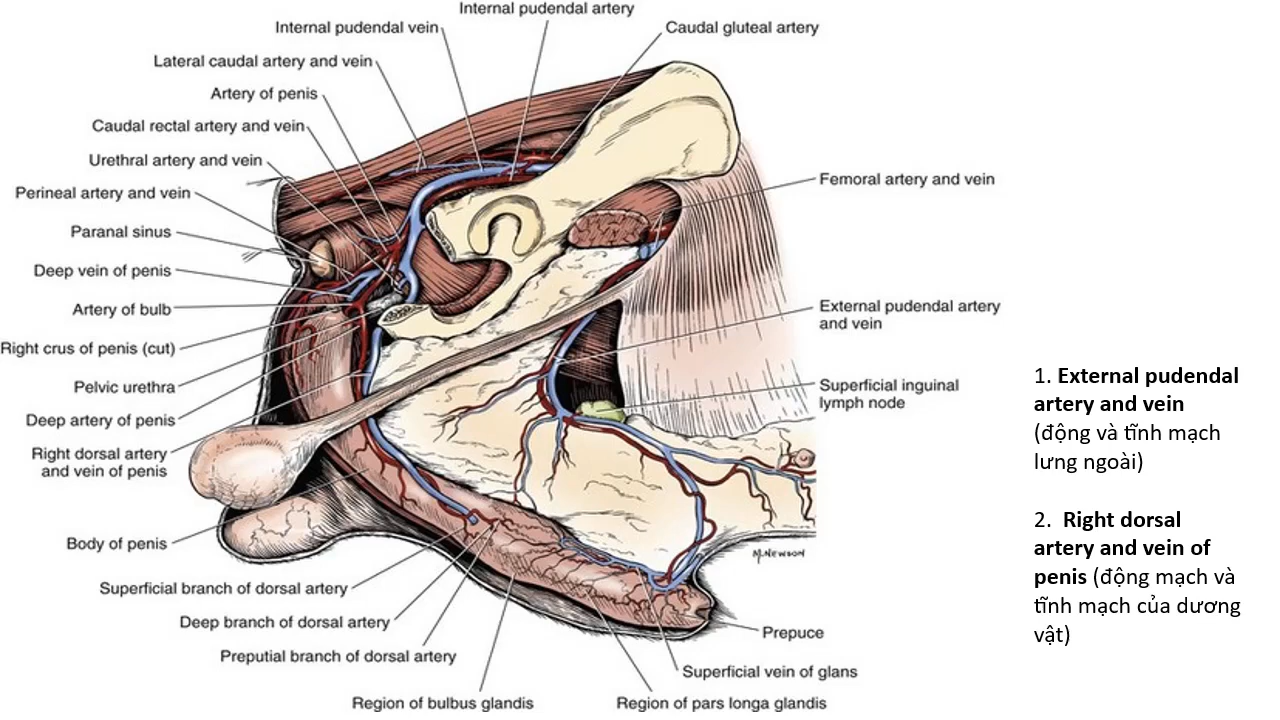 Internal pudendal artery
Internal pudendal vein
Caudal gluteal artery
Lateral caudal artery and vein
Artery of penis
Caudal rectal artery and vein
Urethral artery and vein
Perineal artery and vein
Paranal sinus
Deep vein of penis
Artery of bulb
Right crus of penis (cut)
Pelvic urethra
Deep artery of penis
Right dorsal artery
and vein of penis
Body of penis
Superficial branch of dorsal artery
Deep branch of dorsal artery
Preputial branch of dorsal artery
Region of bulbus glandis
Region of pars longa glandis
Superficial vein of glans
Prepuce
M.NEWSON
Femoral artery and vein
External pudendal artery
and vein
Superficial inguinal
lymph node
1. External pudendal
artery and vein
(động và tĩnh mạch
lưng ngoài)
2. Right dorsal
artery and vein of
penis (động mạch và
tĩnh mạch của dương
vật)